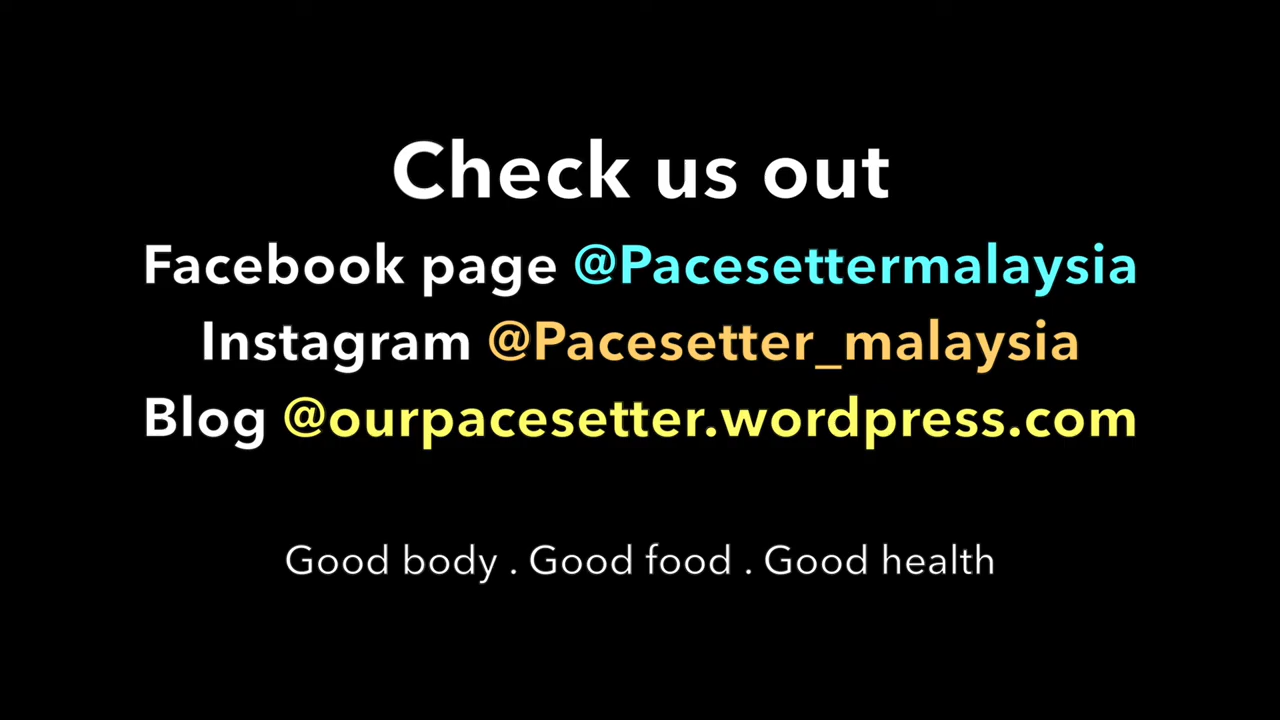 Check us out
Facebook page @Pacesettermalaysia
Instagram @Pacesetter_malaysia
Blog @ourpacesetter.wordpress.com
Good body . Good food . Good health